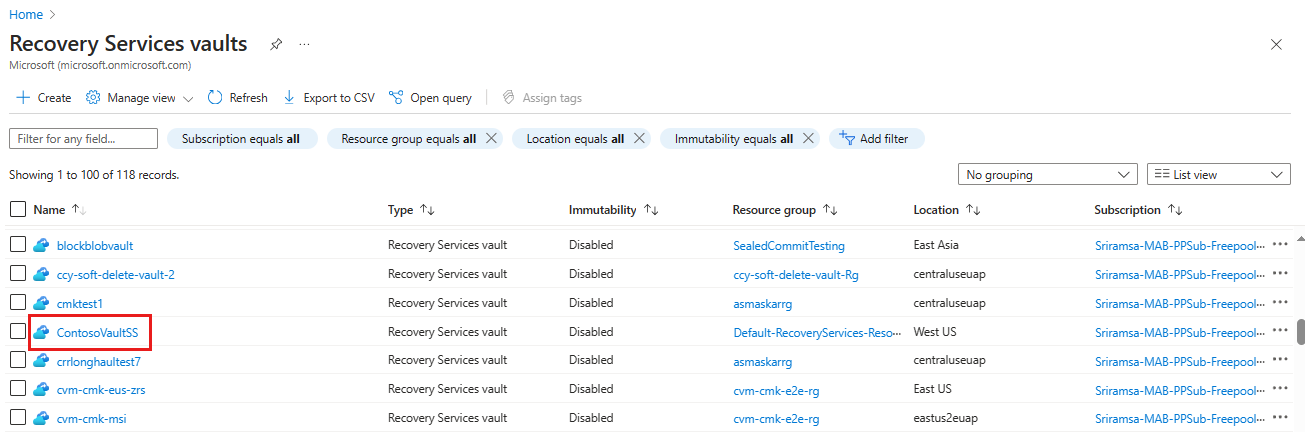 Home
Recovery Services vaults ...
Microsoft (microsoft.onmicrosoft.com)
Create Manage view Refresh Export to CSV Open query Assign tags
Filter for any field... Subscription equals all Resource group equals all Location equals all Immutability equals all Add filter
Showing 1 to 100 of 118 records. No grouping List view
Name Type Immutability Resource group Location Subscription
blockblobvault Recovery Services vault Disabled SealedCommitTesting East Asia Sriramsa-MAB-PPSub-Freepool...
ccy-soft-delete-vault-2 Recovery Services vault Disabled ccy-soft-delete-vault-Rg centraluseuap Sriramsa-MAB-PPSub-Freepool...
cmktest1 Recovery Services vault Disabled asmaskarrg centraluseuap Sriramsa-MAB-PPSub-Freepool...
ContosoVaultSS Recovery Services vault Disabled Default-RecoveryServices-Reso... West US Sriramsa-MAB-PPSub-Freepool...
crrlonghaultest7 Recovery Services vault Disabled asmaskarrg centraluseuap Sriramsa-MAB-PPSub-Freepool...
cvm-cmk-eus-zrs Recovery Services vault Disabled cvm-cmk-e2e-rg East US Sriramsa-MAB-PPSub-Freepool...
cvm-cmk-msi Recovery Services vault Disabled cvm-cmk-e2e-rg eastus2euap Sriramsa-MAB-PPSub-Freepool...